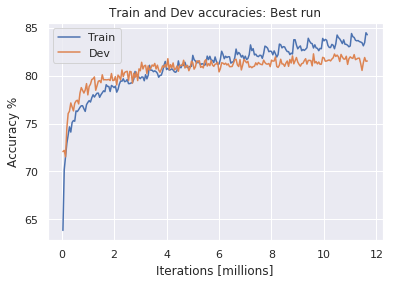 Train and Dev accuracies: Best run
Train
Dev
Accuracy %
85
80
75
70
65
0 2 4 6 8 10 12
Iterations [millions]